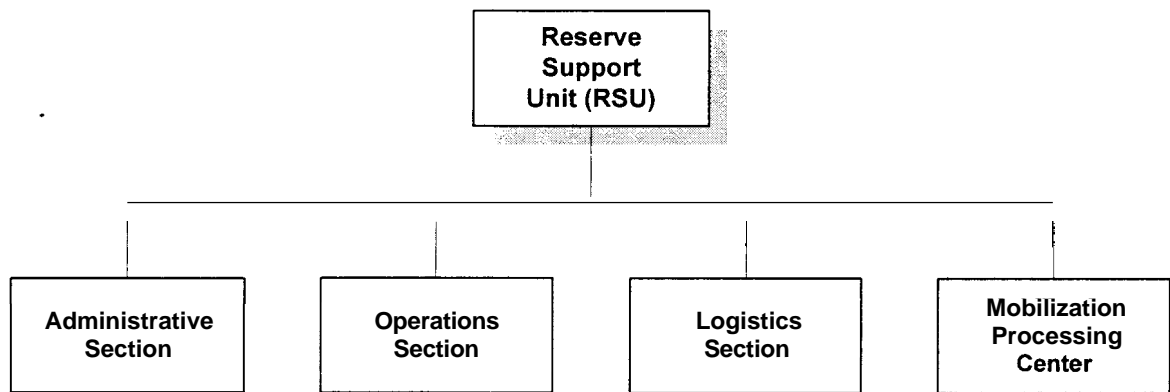 Reserve
Support
Unit (RSU)
Administrative
Section
Operations
Section
Logistics
Section
Mobilization
Processing
Center